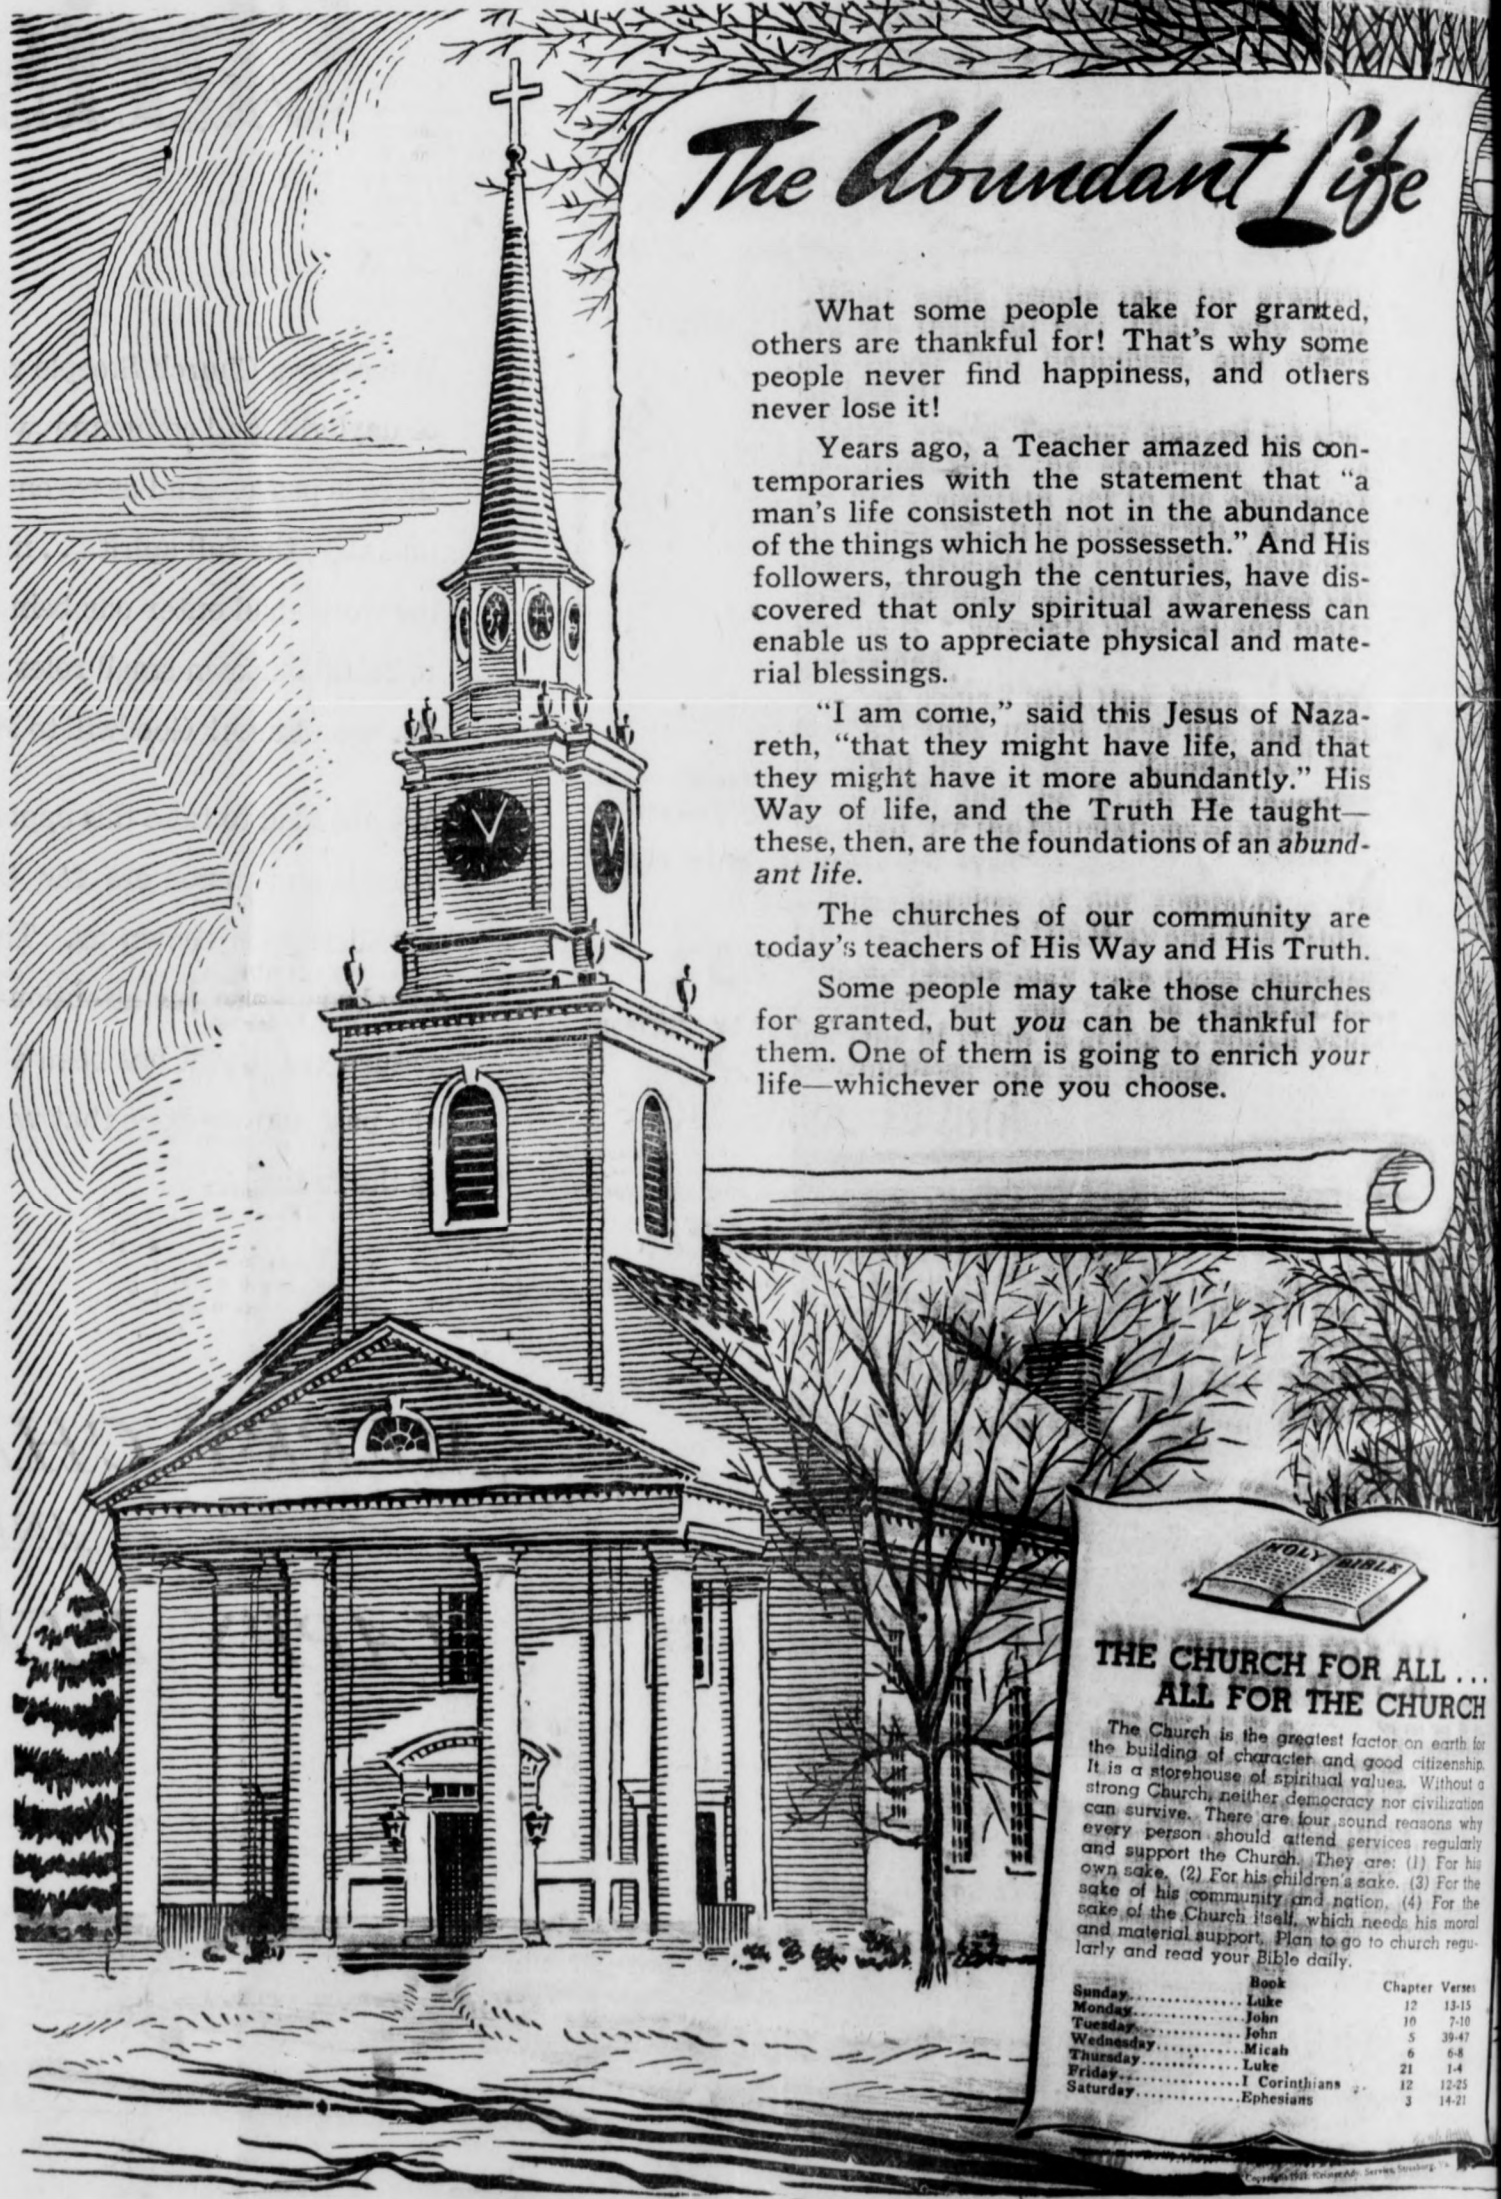 The Abundant Life
What some people take for granted,
others are thankful for! That's why some
people never find happiness, and others
never lose it!
Years ago, a Teacher amazed his con-
temporaries with the statement that "a
man's life consisteth not in the abundance
of the things which he possesseth." And His
followers, through the centuries, have dis-
covered that only spiritual awareness can
enable us to appreciate physical and mate-
rial blessings.
"I am come," said this Jesus of Naza-
reth, "that they might have life, and that
they might have it more abundantly." His
Way of life, and the Truth He taught—
these, then, are the foundations of an abund-
ant life.
The churches of our community are
today's teachers of His Way and His Truth.
Some people may take those churches
for granted, but you can be thankful for
them. One of them is going to enrich your
life—whichever one you choose.
HOLY BIBLE
THE CHURCH FOR ALL . . .
ALL FOR THE CHURCH
The Church is the greatest factor on earth for
the building of character and good citizenship.
It is a storehouse of spiritual values. Without a
strong Church, neither democracy nor civilization
can survive. There are four sound reasons why
every person should attend services regularly
and support the Church. They are: (1) For his
own sake. (2) For his children's sake. (3) For the
sake of his community and nation. (4) For the
sake of the Church itself, which needs his moral
and material support. Plan to go to church regu-
larly and read your Bible daily.
Book Chapter Verses
Sunday Luke 12 13-15
Monday John 10 7-10
Tuesday John 5 39-47
Wednesday Micah 6 6-8
Thursday Luke 21 1-4
Friday I Corinthians 12 12-25
Saturday Ephesians 3 14-21
Keister Adv. Service, Strasburg, Va.